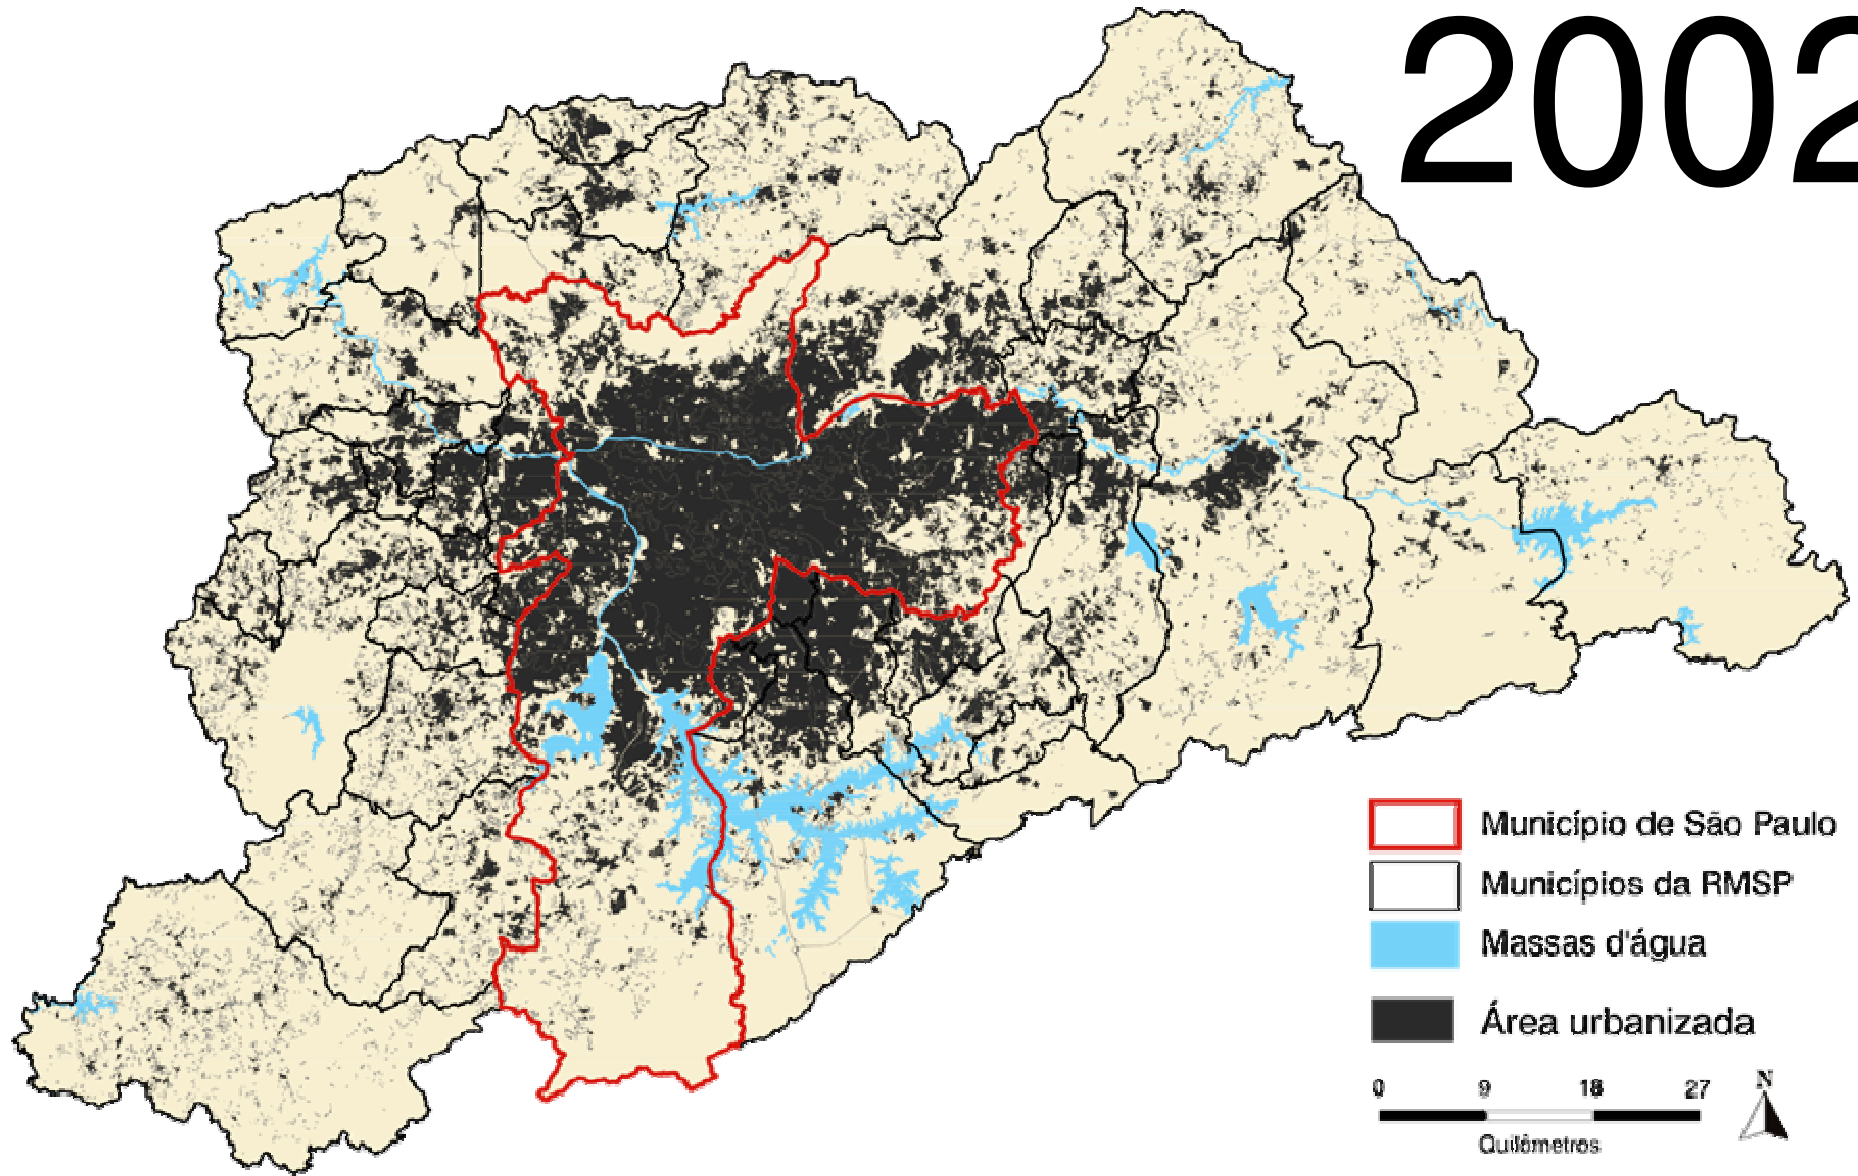 2002
Município de São Paulo
Municípios da RMSP
Massas d'água
Área urbanizada
0 9 18 27
N
Quilômetros